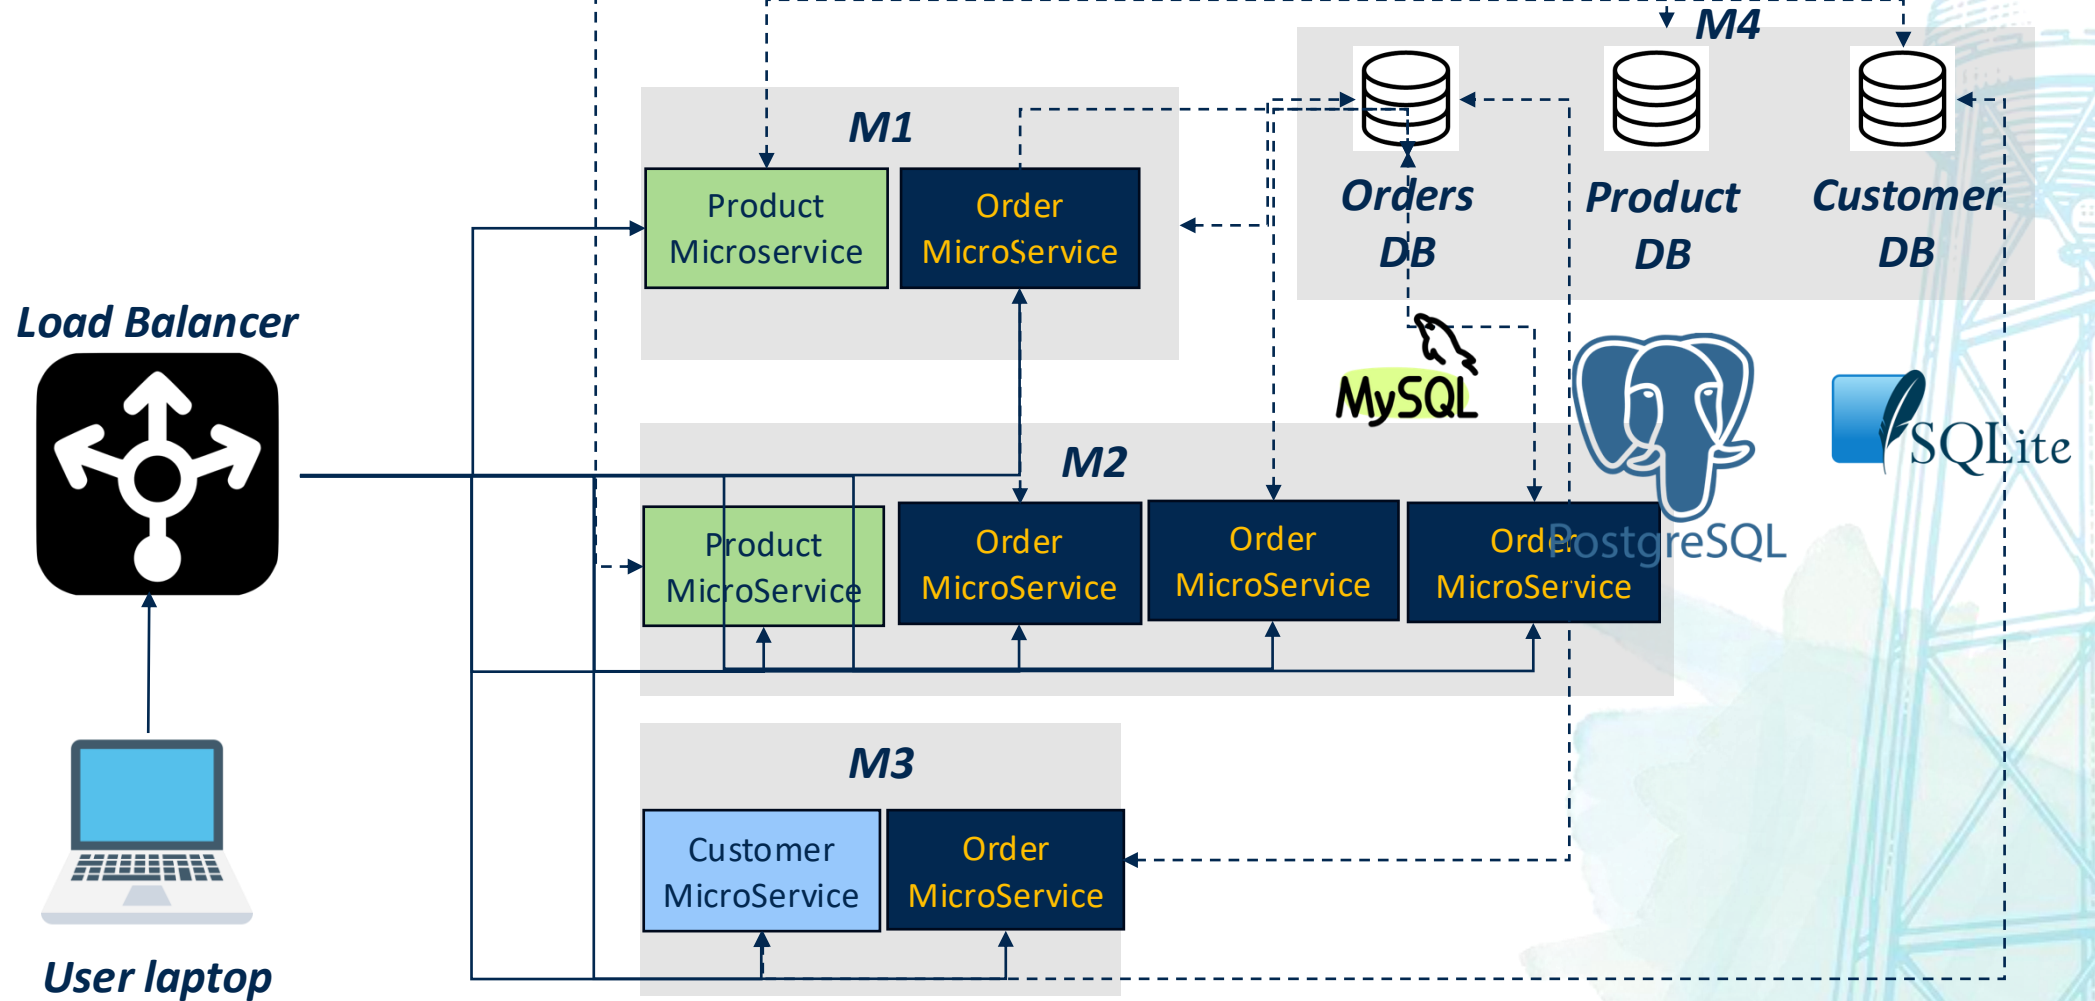 M4
M1
Product
Microservice
Order
MicroService
Orders
DB
Product
DB
Customer
DB
Load Balancer
MySQL
PostgreSQL
SQLite
M2
Product
MicroService
Order
MicroService
Order
MicroService
Order
MicroService
M3
Customer
MicroService
Order
MicroService
User laptop